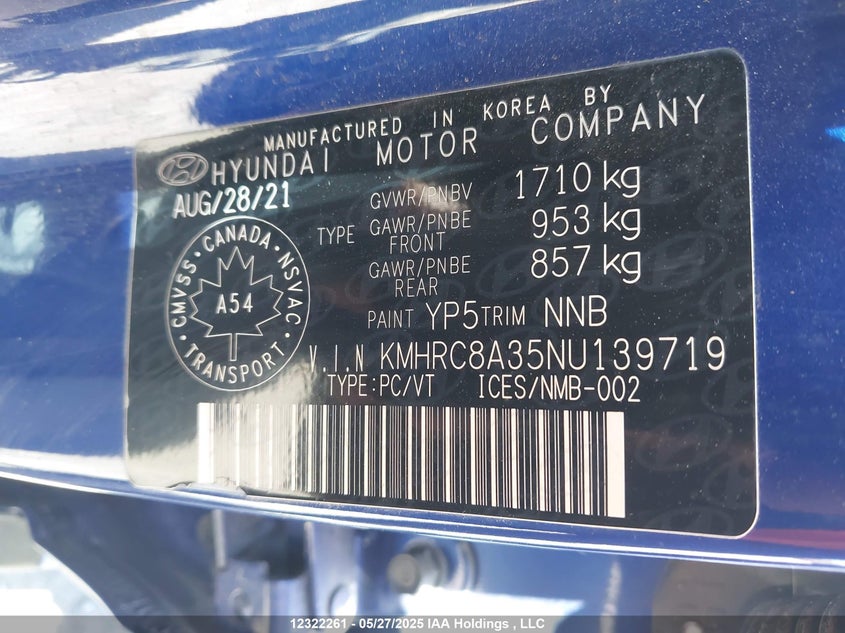 MANUFACTURED IN KOREA BY
HYUNDAI MOTOR COMPANY
AUG/28/21
GVWR/PNBV 1710 kg
TYPE GAWR/PNBE FRONT 953 kg
GAWR/PNBE REAR 857 kg
CMVSS · CANADA · NSVAC
A54
TRANSPORT
PAINT YP5 TRIM NNB
V.I.N KMHRC8A35NU139719
TYPE:PC/VT ICES/NMB-002
12322261 - 05/27/2025 IAA Holdings , LLC